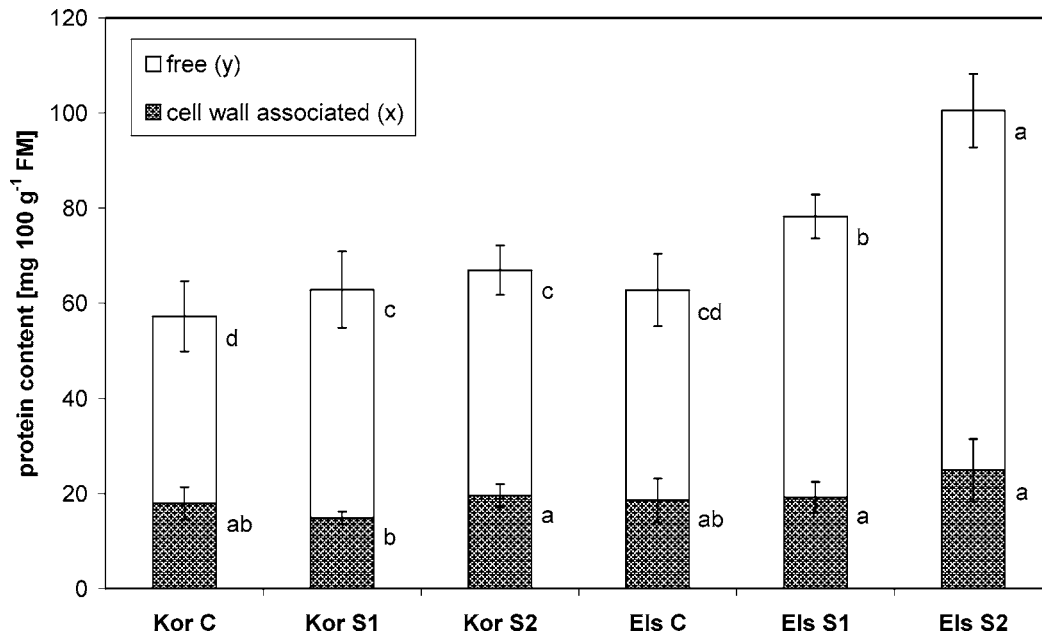 120
100
80
60
40
20
0
protein content [mg 100 g⁻¹ FM]
free (y)
cell wall associated (x)
d
c
c
cd
b
a
ab
b
a
ab
a
a
Kor C
Kor S1
Kor S2
Els C
Els S1
Els S2